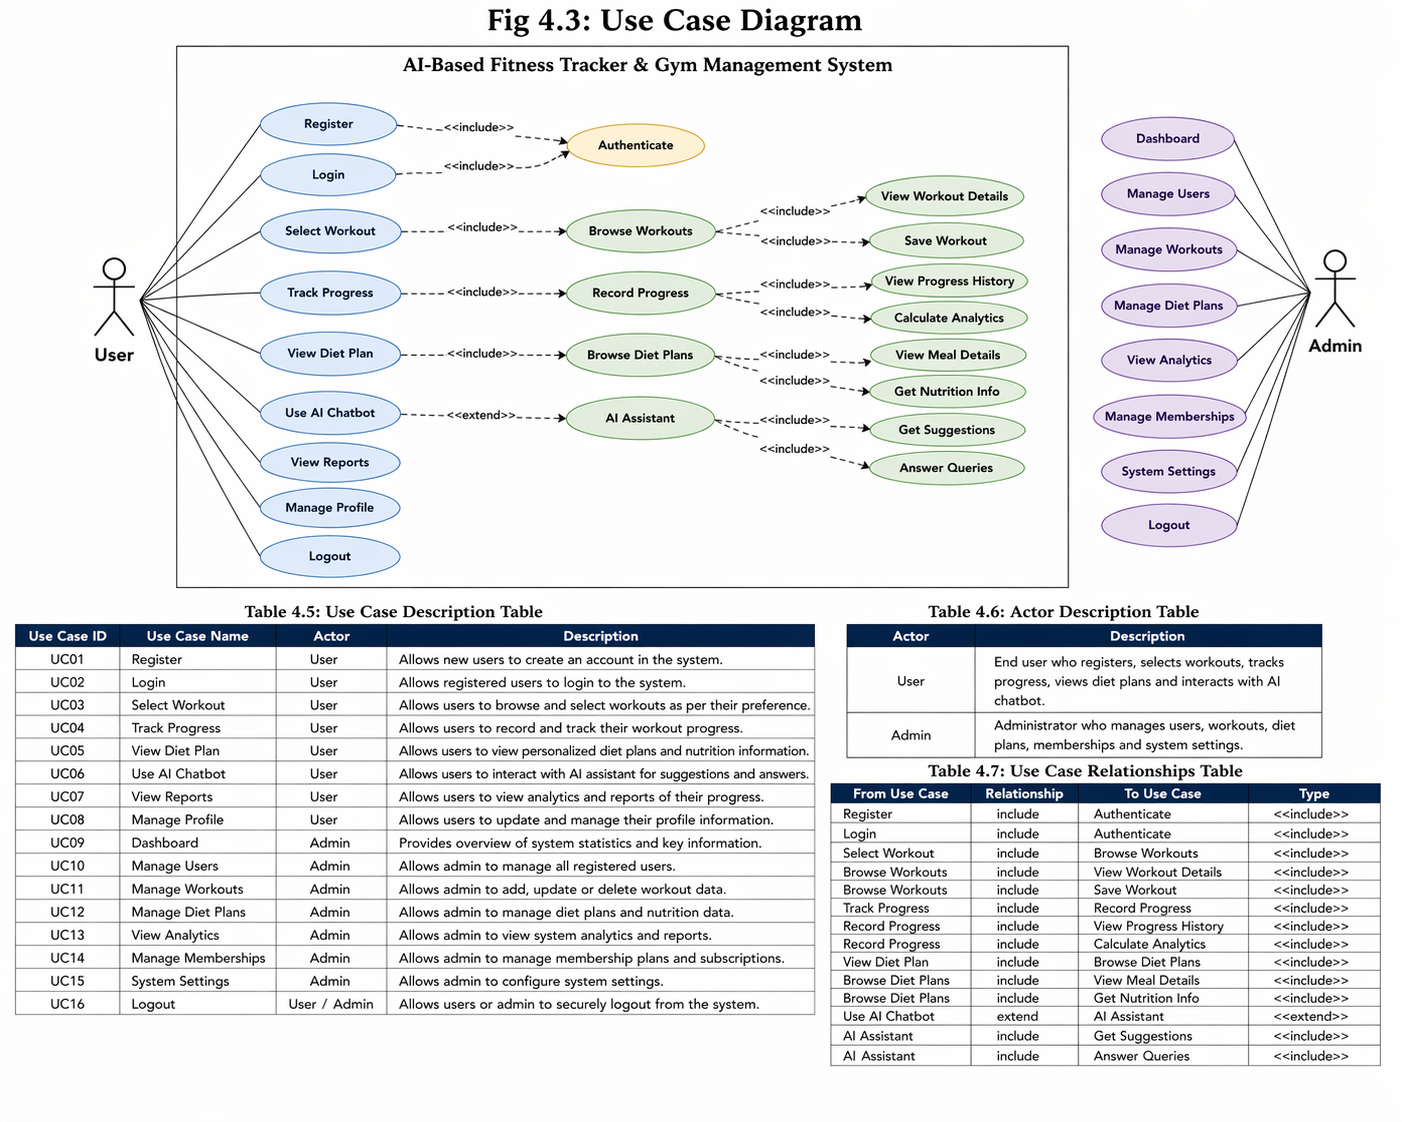 Fig 4.3: Use Case Diagram
AI-Based Fitness Tracker & Gym Management System
Register
<<include>>
Authenticate
Login
<<include>>
Select Workout
<<include>>
Browse Workouts
<<include>>
View Workout Details
<<include>>
Save Workout
Track Progress
<<include>>
Record Progress
<<include>>
View Progress History
<<include>>
Calculate Analytics
View Diet Plan
<<include>>
Browse Diet Plans
<<include>>
View Meal Details
<<include>>
Get Nutrition Info
Use AI Chatbot
<<extend>>
AI Assistant
<<include>>
Get Suggestions
<<include>>
Answer Queries
View Reports
Manage Profile
Logout
User
Dashboard
Manage Users
Manage Workouts
Manage Diet Plans
View Analytics
Manage Memberships
System Settings
Logout
Admin
Table 4.5: Use Case Description Table
Use Case ID Use Case Name Actor Description
UC01 Register User Allows new users to create an account in the system.
UC02 Login User Allows registered users to login to the system.
UC03 Select Workout User Allows users to browse and select workouts as per their preference.
UC04 Track Progress User Allows users to record and track their workout progress.
UC05 View Diet Plan User Allows users to view personalized diet plans and nutrition information.
UC06 Use AI Chatbot User Allows users to interact with AI assistant for suggestions and answers.
UC07 View Reports User Allows users to view analytics and reports of their progress.
UC08 Manage Profile User Allows users to update and manage their profile information.
UC09 Dashboard Admin Provides overview of system statistics and key information.
UC10 Manage Users Admin Allows admin to manage all registered users.
UC11 Manage Workouts Admin Allows admin to add, update or delete workout data.
UC12 Manage Diet Plans Admin Allows admin to manage diet plans and nutrition data.
UC13 View Analytics Admin Allows admin to view system analytics and reports.
UC14 Manage Memberships Admin Allows admin to manage membership plans and subscriptions.
UC15 System Settings Admin Allows admin to configure system settings.
UC16 Logout User / Admin Allows users or admin to securely logout from the system.
Table 4.6: Actor Description Table
Actor Description
User End user who registers, selects workouts, tracks
progress, views diet plans and interacts with AI
chatbot.
Admin Administrator who manages users, workouts, diet
plans, memberships and system settings.
Table 4.7: Use Case Relationships Table
From Use Case Relationship To Use Case Type
Register include Authenticate <<include>>
Login include Authenticate <<include>>
Select Workout include Browse Workouts <<include>>
Browse Workouts include View Workout Details <<include>>
Browse Workouts include Save Workout <<include>>
Track Progress include Record Progress <<include>>
Record Progress include View Progress History <<include>>
Record Progress include Calculate Analytics <<include>>
View Diet Plan include Browse Diet Plans <<include>>
Browse Diet Plans include View Meal Details <<include>>
Browse Diet Plans include Get Nutrition Info <<include>>
Use AI Chatbot extend AI Assistant <<extend>>
AI Assistant include Get Suggestions <<include>>
AI Assistant include Answer Queries <<include>>